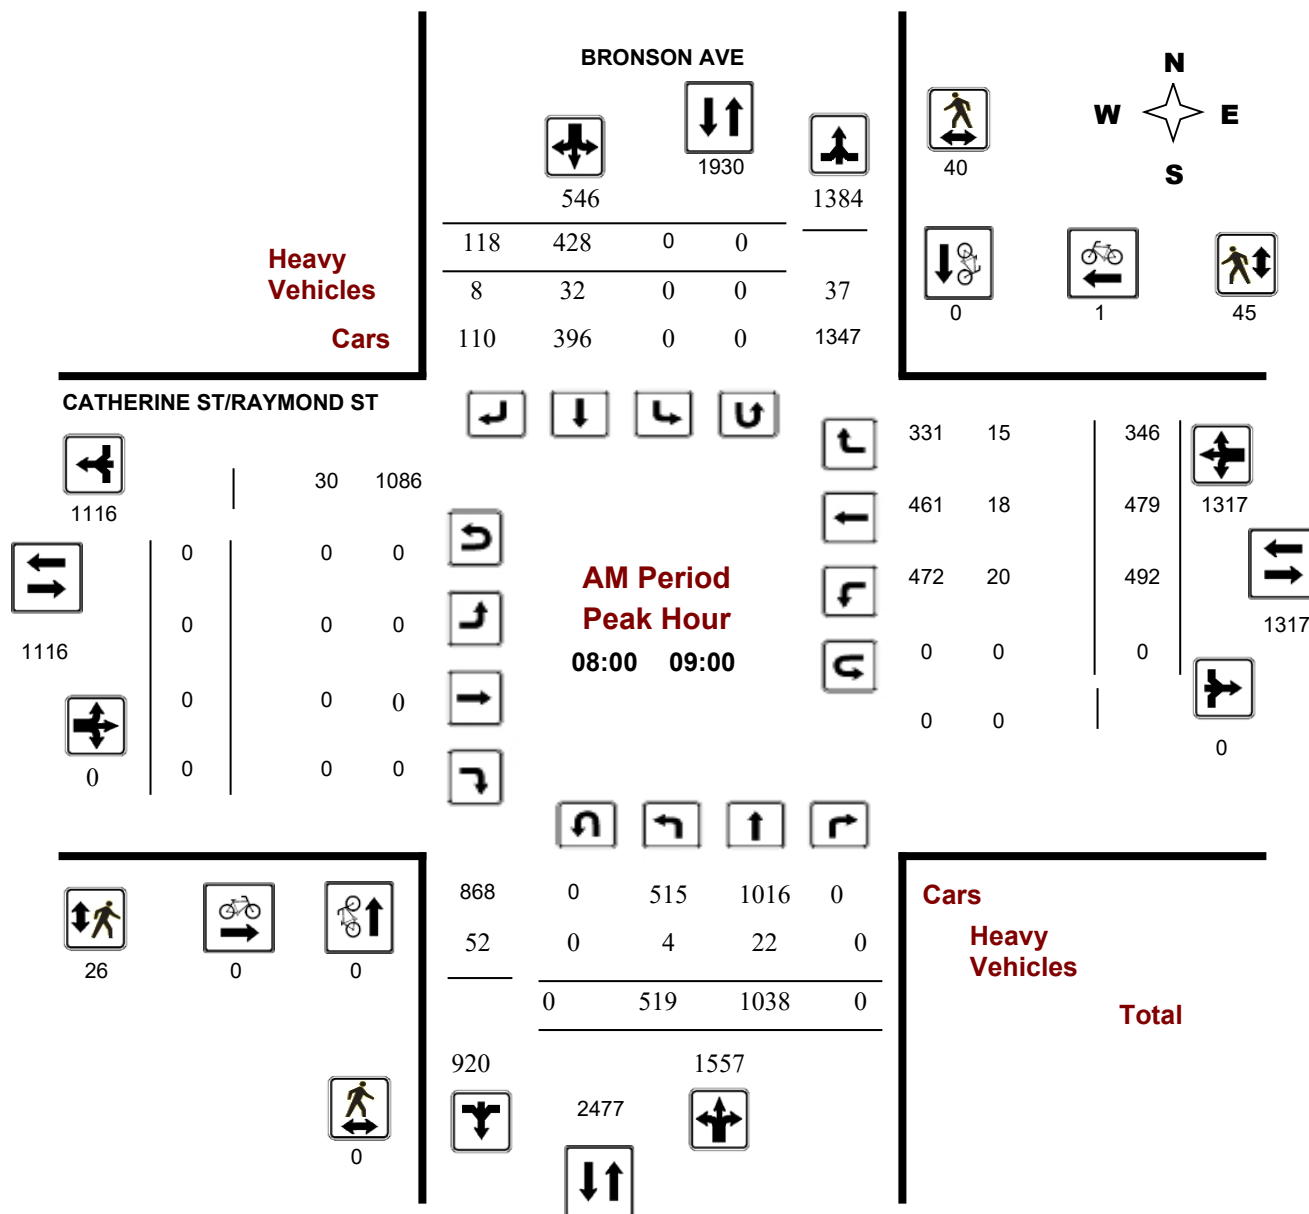 BRONSON AVE
N
W E
S
1930
40
546 1384
118 428 0 0
Heavy
Vehicles
8 32 0 0 37
Cars
110 396 0 0 1347
0 1 45
CATHERINE ST/RAYMOND ST
331 15 346
30 1086
1116
461 18 479 1317
0 0 0
AM Period
472 20 492
Peak Hour
0 0 0
1116
1317
08:00 09:00
0 0 0
0 0 0
0 0
0
0
0 0 0
868 0 515 1016 0
Cars
52 0 4 22 0
Heavy
Vehicles
26 0 0
0 519 1038 0
Total
920 1557
2477
0